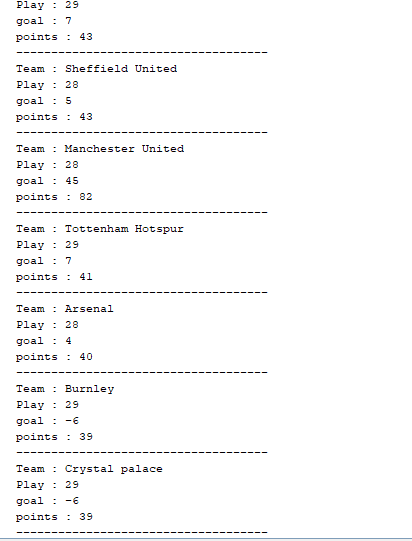 Play : 29
goal : 7
points : 43
------------------------------------
Team : Sheffield United
Play : 28
goal : 5
points : 43
------------------------------------
Team : Manchester United
Play : 28
goal : 45
points : 82
------------------------------------
Team : Tottenham Hotspur
Play : 29
goal : 7
points : 41
------------------------------------
Team : Arsenal
Play : 28
goal : 4
points : 40
------------------------------------
Team : Burnley
Play : 29
goal : -6
points : 39
------------------------------------
Team : Crystal palace
Play : 29
goal : -6
points : 39
------------------------------------